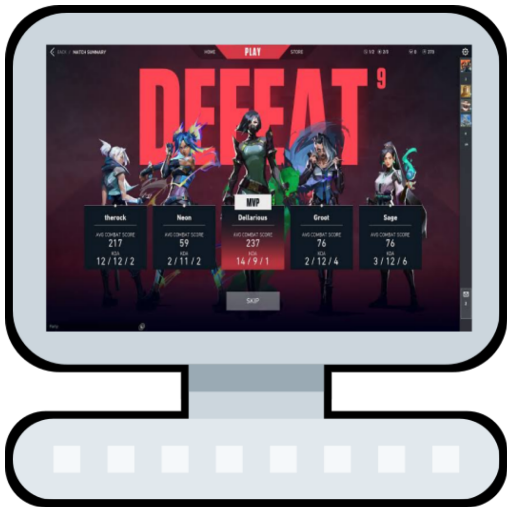 BACK / MATCH SUMMARY
HOME
PLAY
STORE
DEFEAT 9
MVP
therock
Neon
Dellarious
Groot
Sage
AVG COMBAT SCORE
AVG COMBAT SCORE
AVG COMBAT SCORE
AVG COMBAT SCORE
AVG COMBAT SCORE
217
59
237
76
76
KDA
KDA
KDA
KDA
KDA
12 / 12 / 2
2 / 11 / 2
14 / 9 / 1
2 / 12 / 4
3 / 12 / 6
SKIP